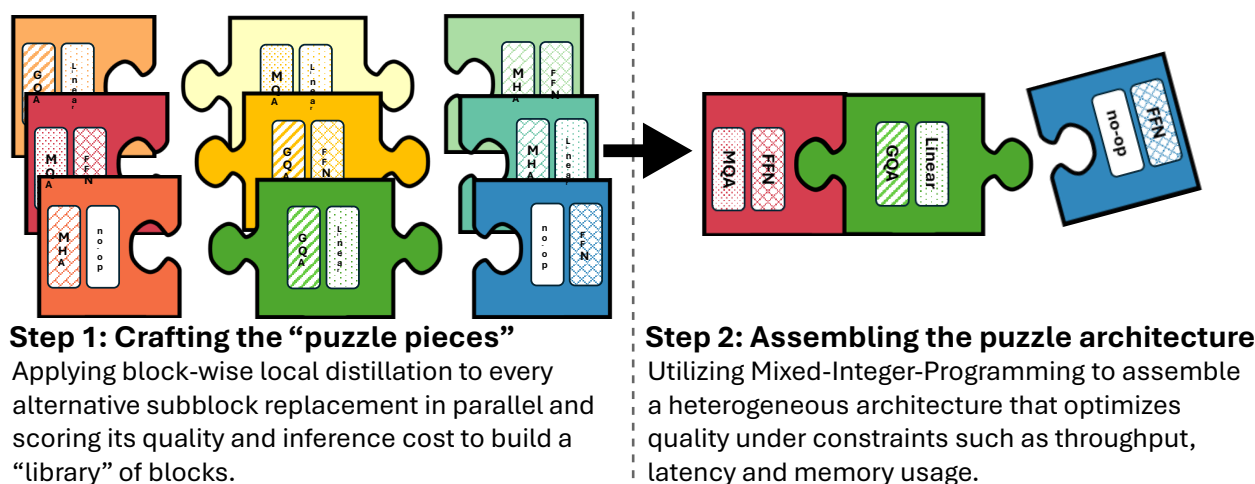 GQA Linear
MQA Linear
MHA FFN
MQA FFN
GQA FFN
MHA Linear
MHA no-op
GQA Linear
no-op FFN
MQA FFN
GQA Linear
no-op FFN
Step 1: Crafting the “puzzle pieces”
Applying block-wise local distillation to every
alternative subblock replacement in parallel and
scoring its quality and inference cost to build a
“library” of blocks.
Step 2: Assembling the puzzle architecture
Utilizing Mixed-Integer-Programming to assemble
a heterogeneous architecture that optimizes
quality under constraints such as throughput,
latency and memory usage.